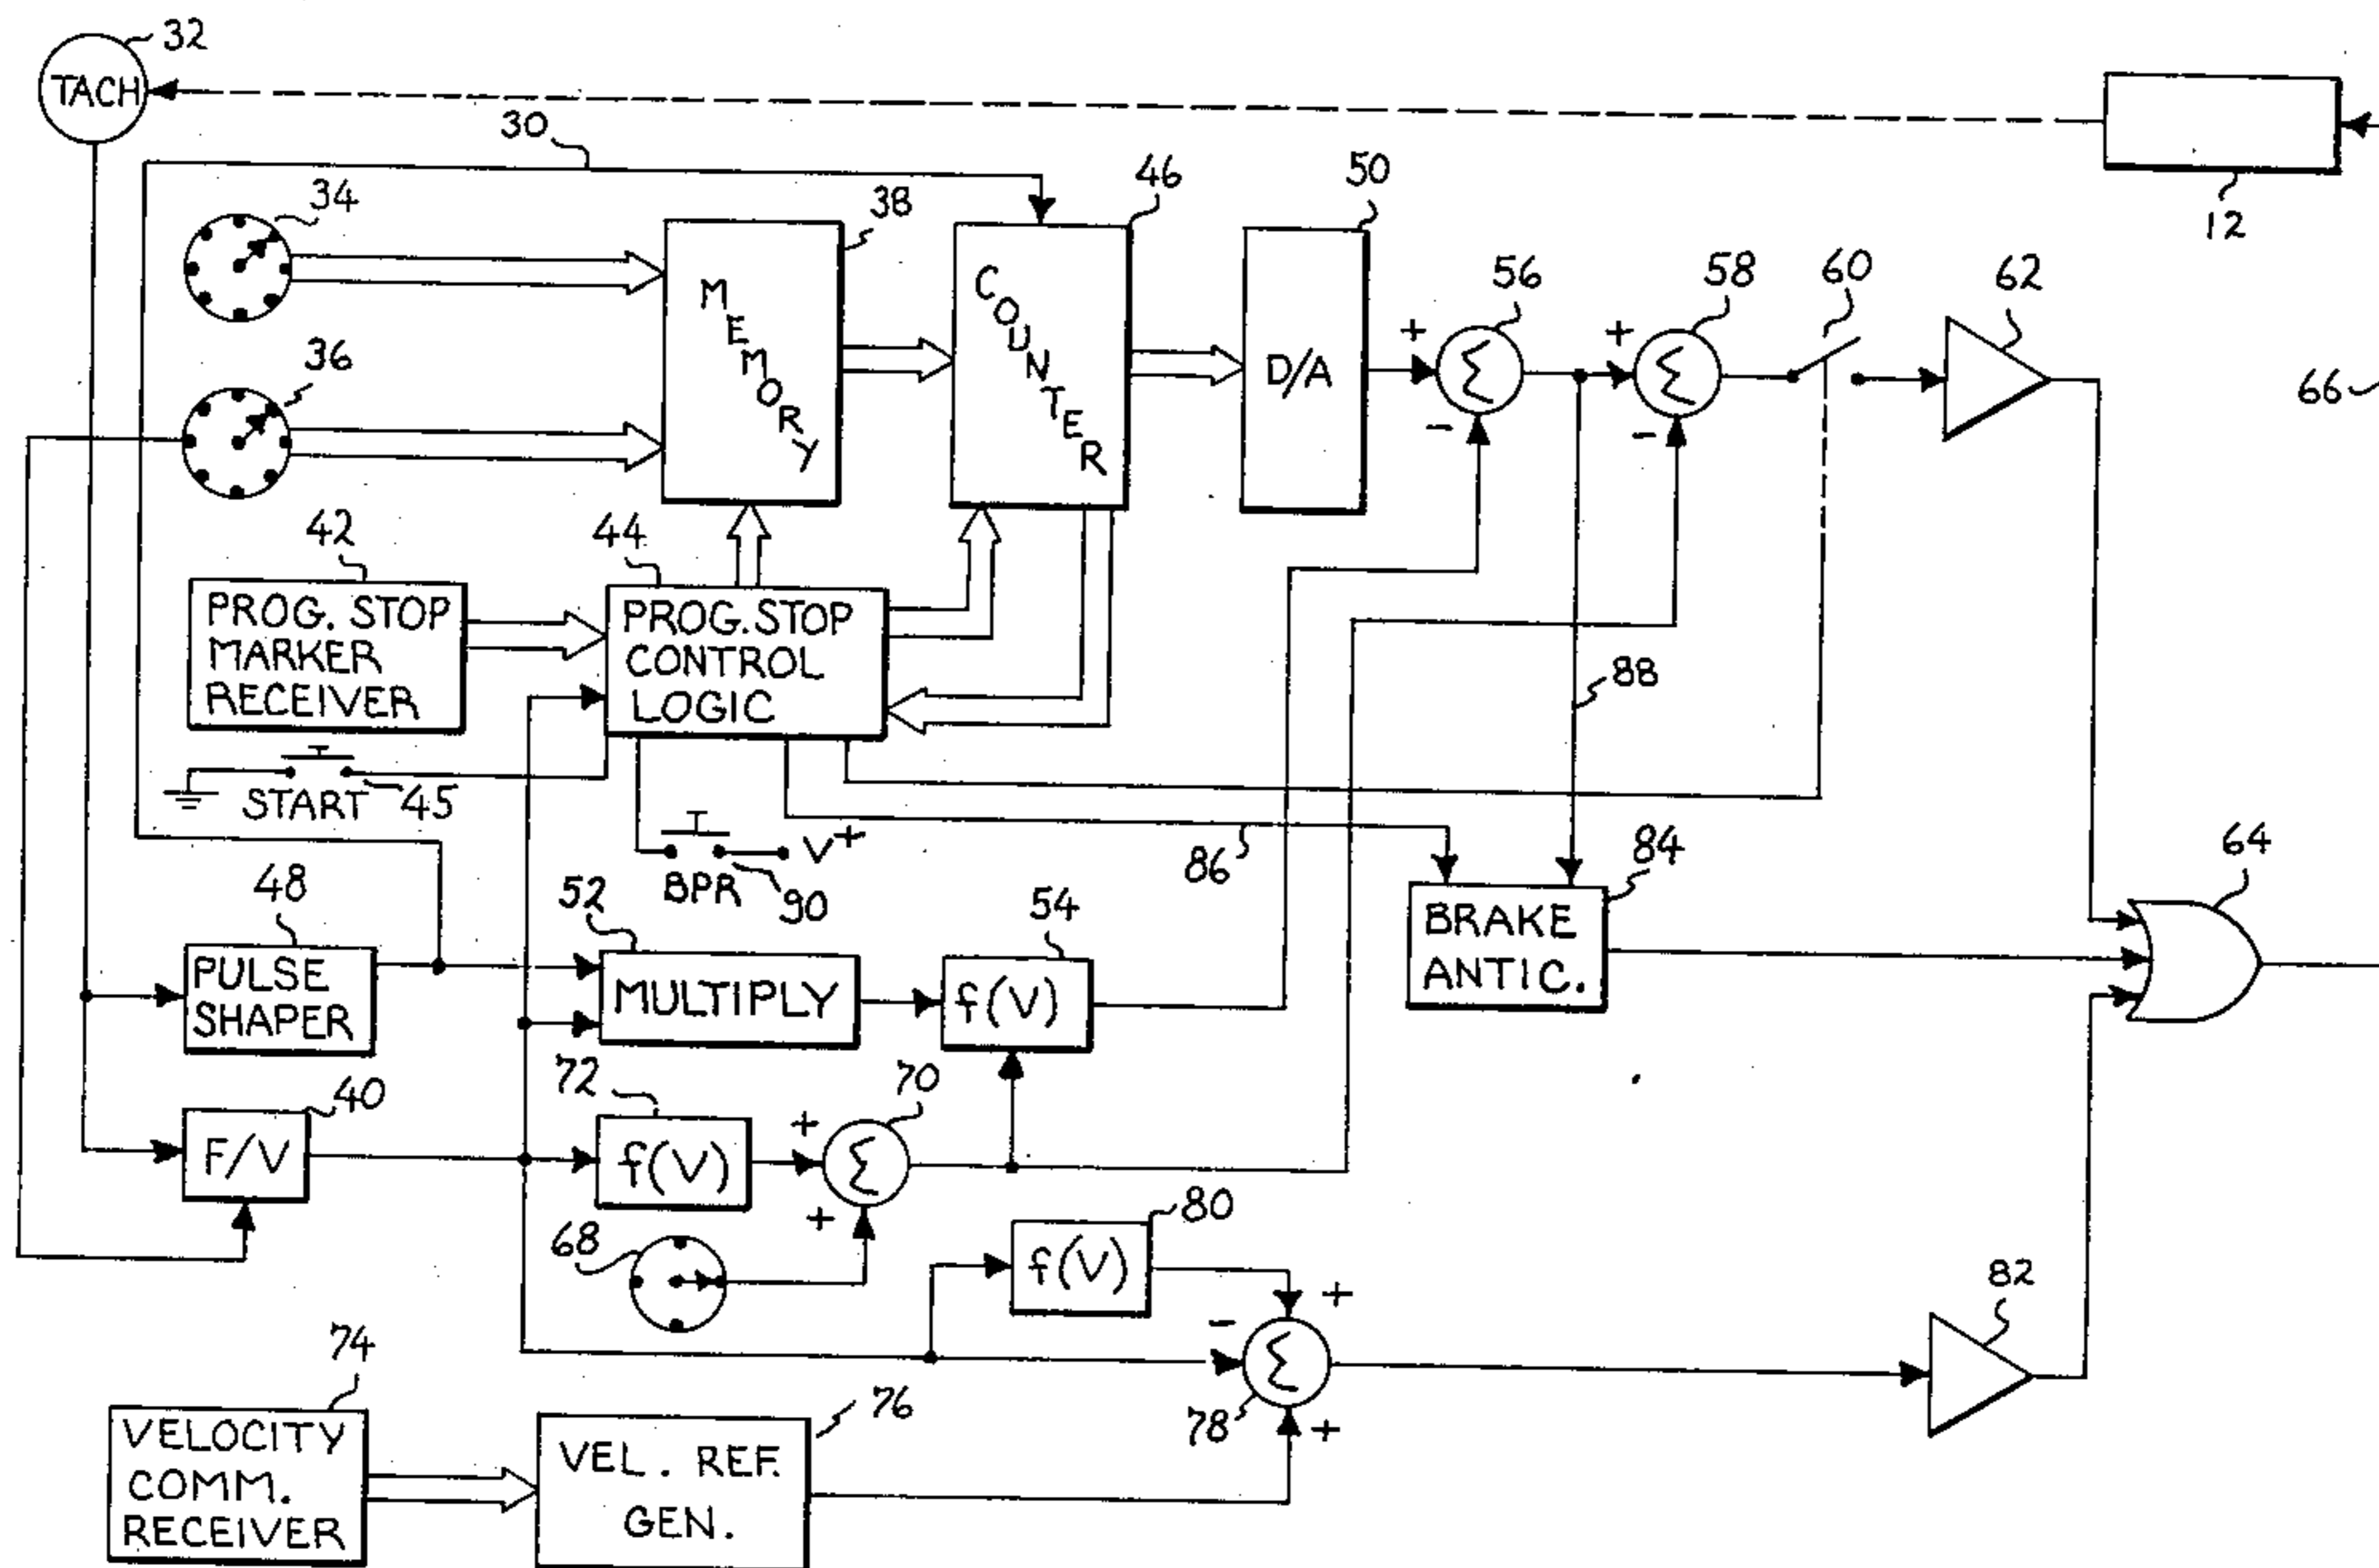 32
TACH
30
12
34
38
46
50
MEMORY
COUNTER
D/A
+
Σ
-
56
+
Σ
-
58
60
62
66
36
42
PROG. STOP
MARKER
RECEIVER
44
PROG. STOP
CONTROL
LOGIC
88
START
45
BPR
90
V+
86
84
BRAKE
ANTIC.
64
48
PULSE
SHAPER
52
MULTIPLY
54
f(V)
40
F/V
72
f(V)
+
Σ
+
70
68
80
f(V)
+
-
Σ
+
78
82
74
VELOCITY
COMM.
RECEIVER
76
VEL. REF.
GEN.